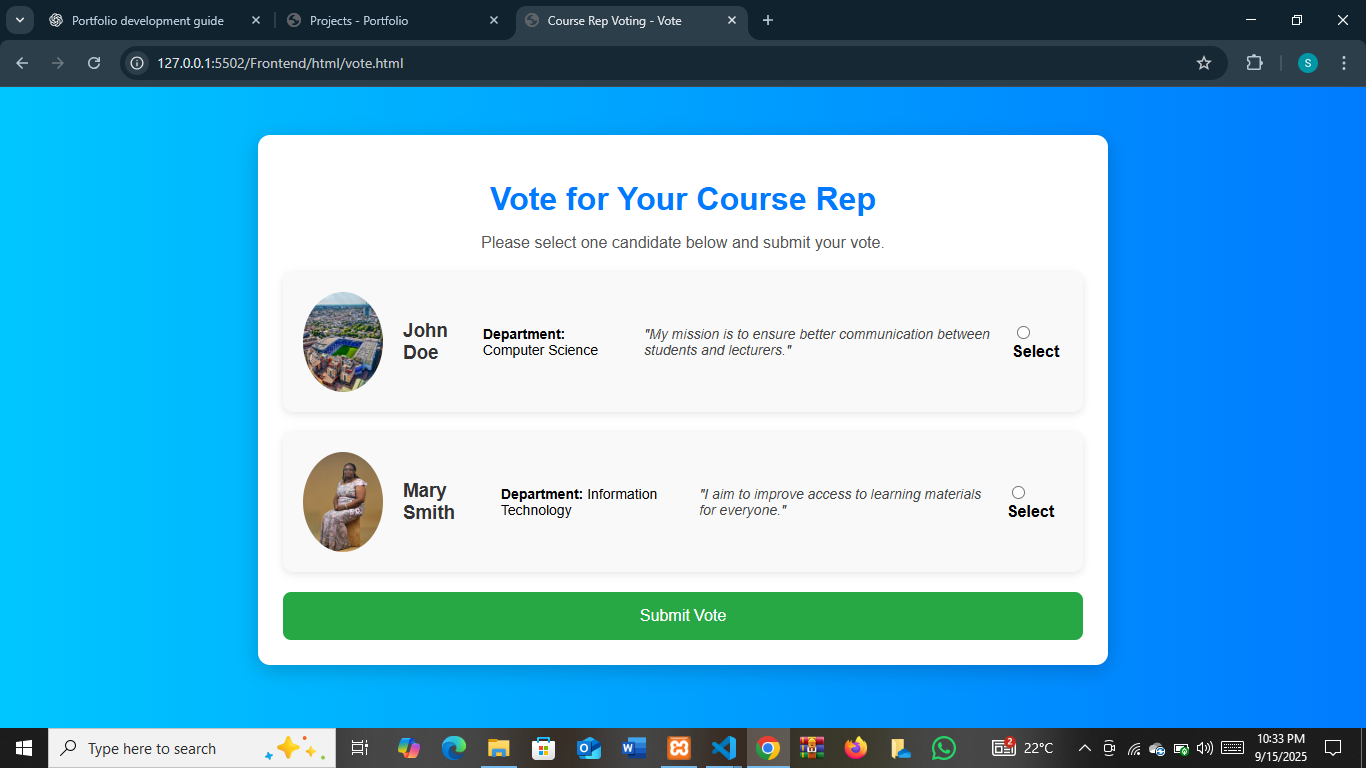 Portfolio development guide
Projects - Portfolio
Course Rep Voting - Vote
127.0.0.1:5502/Frontend/html/vote.html
S
Vote for Your Course Rep
Please select one candidate below and submit your vote.
John
Doe
Department:
Computer Science
"My mission is to ensure better communication between
students and lecturers."
Select
Mary
Smith
Department: Information
Technology
"I aim to improve access to learning materials
for everyone."
Select
Submit Vote
Type here to search
2
22°C
10:33 PM
9/15/2025